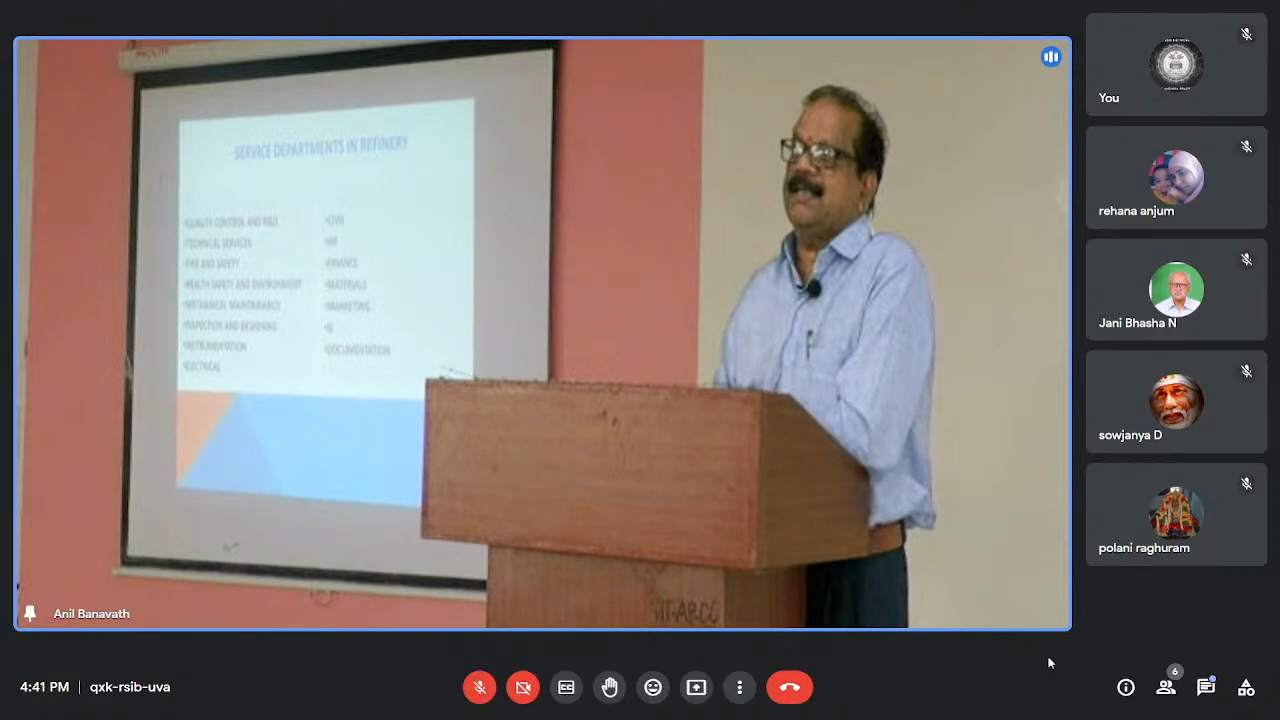 SERVICE DEPARTMENTS IN REFINERY
•QUALITY CONTROL AND R&D
•TECHNICAL SERVICES
•FIRE AND SAFETY
•HEALTH SAFETY AND ENVIRONMENT
•MECHANICAL MAINTAINANCE
•INSPECTION AND DESIGNING
•INSTRUMENTATION
•ELECTRICAL
•CIVIL
•HR
•FINANCE
•MATERIALS
•MARKETING
•DOCUMENTATION
Anil Banavath
You
rehana anjum
Jani Bhasha N
sowjanya D
polani raghuram
4:41 PM
qxk-rsib-uva
6